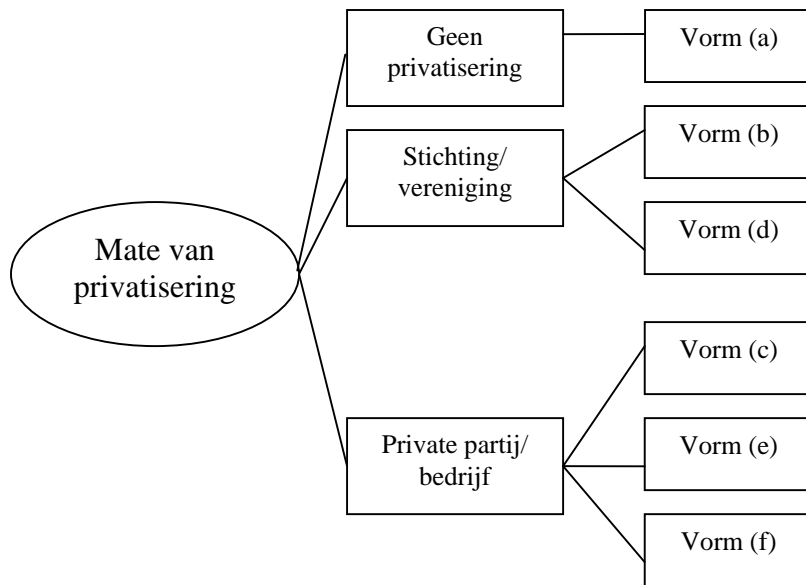 Mate van
privatisering
Geen
privatisering
Stichting/
vereniging
Private partij/
bedrijf
Vorm (a)
Vorm (b)
Vorm (d)
Vorm (c)
Vorm (e)
Vorm (f)